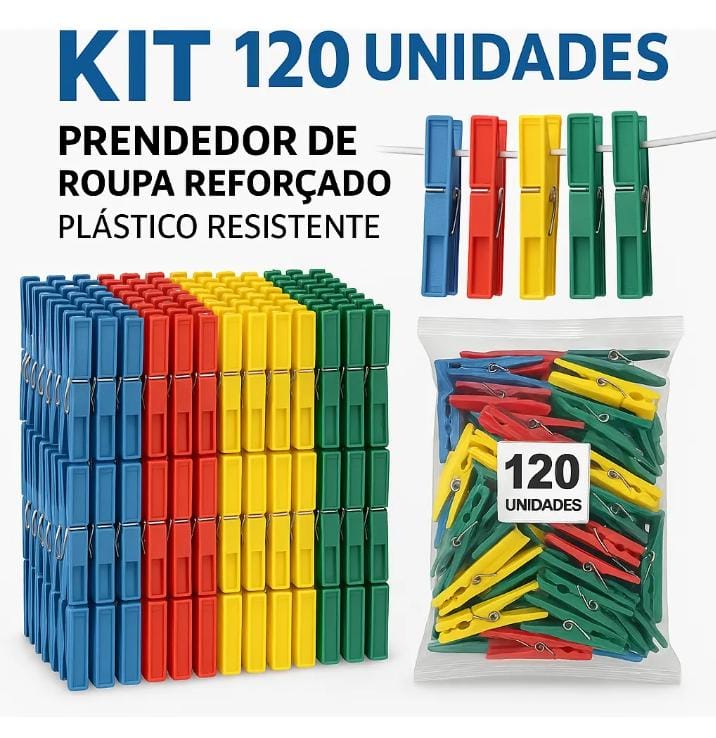 KIT 120 UNIDADES
PRENDEDOR DE
ROUPA REFORÇADO
PLÁSTICO RESISTENTE
120
UNIDADES